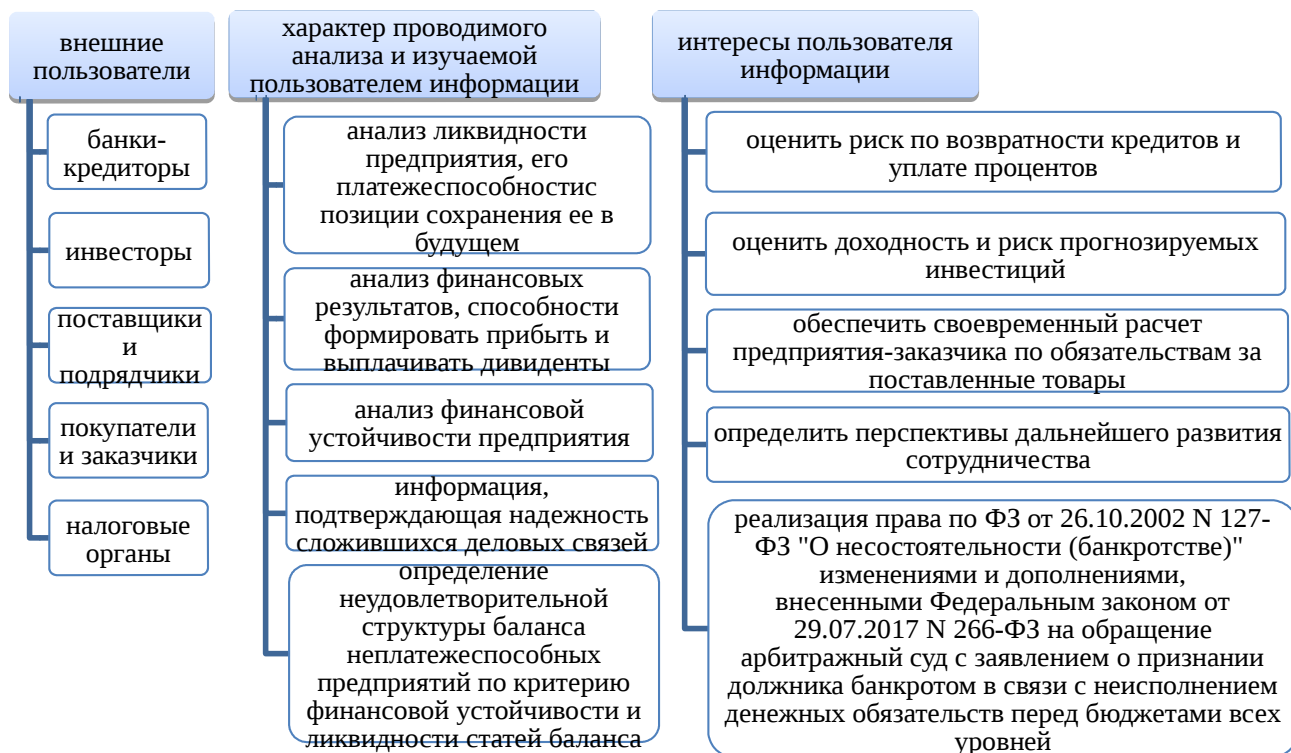 внешние
пользователи
банки-
кредиторы
инвесторы
поставщики
и
подрядчики
покупатели
и заказчики
налоговые
органы
характер проводимого
анализа и изучаемой
пользователем информации
анализ ликвидности
предприятия, его
платежеспособностис
позиции сохранения ее в
будущем
анализ финансовых
результатов, способности
формировать прибыть и
выплачивать дивиденты
анализ финансовой
устойчивости предприятия
информация,
подтверждающая надежность
сложившихся деловых связей
определение
неудовлетворительной
структуры баланса
неплатежеспособных
предприятий по критерию
финансовой устойчивости и
ликвидности статей баланса
интересы пользователя
информации
оценить риск по возвратности кредитов и
уплате процентов
оценить доходность и риск прогнозируемых
инвестиций
обеспечить своевременный расчет
предприятия-заказчика по обязательствам за
поставленные товары
определить перспективы дальнейшего развития
сотрудничества
реализация права по ФЗ от 26.10.2002 N 127-
ФЗ "О несостоятельности (банкротстве)"
изменениями и дополнениями,
внесенными Федеральным законом от
29.07.2017 N 266-ФЗ на обращение
арбитражный суд с заявлением о признании
должника банкротом в связи с неисполнением
денежных обязательств перед бюджетами всех
уровней